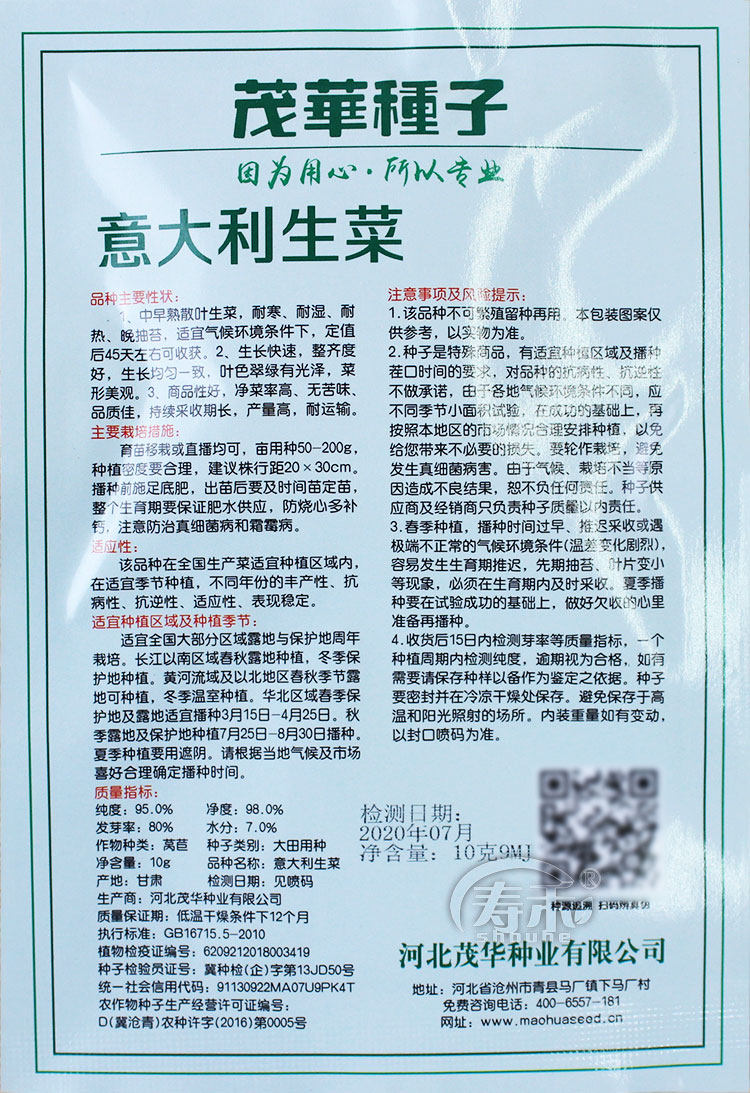 茂華種子
因为用心·所以专业
意大利生菜
品种主要性状：
1、中早熟散叶生菜，耐寒、耐湿、耐
热、晚抽苔，适宜气候环境条件下，定值
后45天左右可收获。2、生长快速，整齐度
好，生长均匀一致，叶色翠绿有光泽，菜
形美观。3、商品性好，净菜率高、无苦味、
品质佳，持续采收期长，产量高，耐运输。
主要栽培措施：
育苗移栽或直播均可，亩用种50-200g，
种植密度要合理，建议株行距20×30cm。
播种前施足底肥，出苗后要及时间苗定苗，
整个生育期要保证肥水供应，防烧心多补
钙，注意防治真细菌病和霜霉病。
适应性：
该品种在全国生产菜适宜种植区域内，
在适宜季节种植，不同年份的丰产性、抗
病性、抗逆性、适应性、表现稳定。
适宜种植区域及种植季节：
适宜全国大部分区域露地与保护地周年
栽培。长江以南区域春秋露地种植，冬季保
护地种植。黄河流域及以北地区春秋季节露
地可种植，冬季温室种植。华北区域春季保
护地及露地适宜播种3月15日-4月25日。秋
季露地及保护地种植7月25日-8月30日播种。
夏季种植要用遮阴。请根据当地气候及市场
喜好合理确定播种时间。
质量指标：
纯度：95.0% 净度：98.0%
发芽率：80% 水分：7.0%
作物种类：莴苣 种子类别：大田用种
净含量：10g 品种名称：意大利生菜
产地：甘肃 检测日期：见喷码
生产商：河北茂华种业有限公司
质量保证期：低温干燥条件下12个月
执行标准：GB16715.5-2010
植物检疫证编号：6209212018003419
种子检验员证号：冀种检(企)字第13JD50号
统一社会信用代码：91130922MA07U9PK4T
农作物种子生产经营许可证编号：
D(冀沧青)农种许字(2016)第0005号
注意事项及风险提示：
1.该品种不可繁殖留种再用。本包装图案仅
供参考，以实物为准。
2.种子是特殊商品，有适宜种植区域及播种
茬口时间的要求，对品种的抗病性、抗逆性
不做承诺，由于各地气候环境条件不同，应
不同季节小面积试验，在成功的基础上，再
按照本地区的市场情况合理安排种植，以免
给您带来不必要的损失。要轮作栽培，避免
发生真细菌病害。由于气候、栽培不当等原
因造成不良结果，恕不负任何责任。种子供
应商及经销商只负责种子质量以内责任。
3.春季种植，播种时间过早、推迟采收或遇
极端不正常的气候环境条件(温差变化剧烈)，
容易发生生育期推迟，先期抽苔、叶片变小
等现象，必须在生育期内及时采收。夏季播
种要在试验成功的基础上，做好欠收的心里
准备再播种。
4.收货后15日内检测芽率等质量指标，一个
种植周期内检测纯度，逾期视为合格，如有
需要请保存种样以备作为鉴定之依据。种子
要密封并在冷凉干燥处保存。避免保存于高
温和阳光照射的场所。内装重量如有变动，
以封口喷码为准。
检测日期：
2020年07月
净含量：10克9MJ
种源追溯 扫码辨真伪
寿禾®
shouhe
河北茂华种业有限公司
地址：河北省沧州市青县马厂镇下马厂村
免费咨询电话：400-6557-181
网址：www.maohuaseed.cn